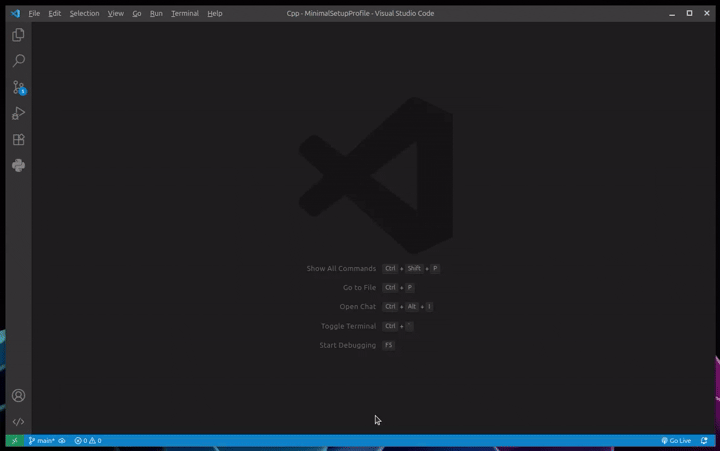 File Edit Selection View Go Run Terminal Help Cpp - MinimalSetupProfile - Visual Studio Code
Show All Commands Ctrl + Shift + P
Go to File Ctrl + P
Open Chat Ctrl + Alt + I
Toggle Terminal Ctrl + `
Start Debugging F5
main* 0 0 Go Live